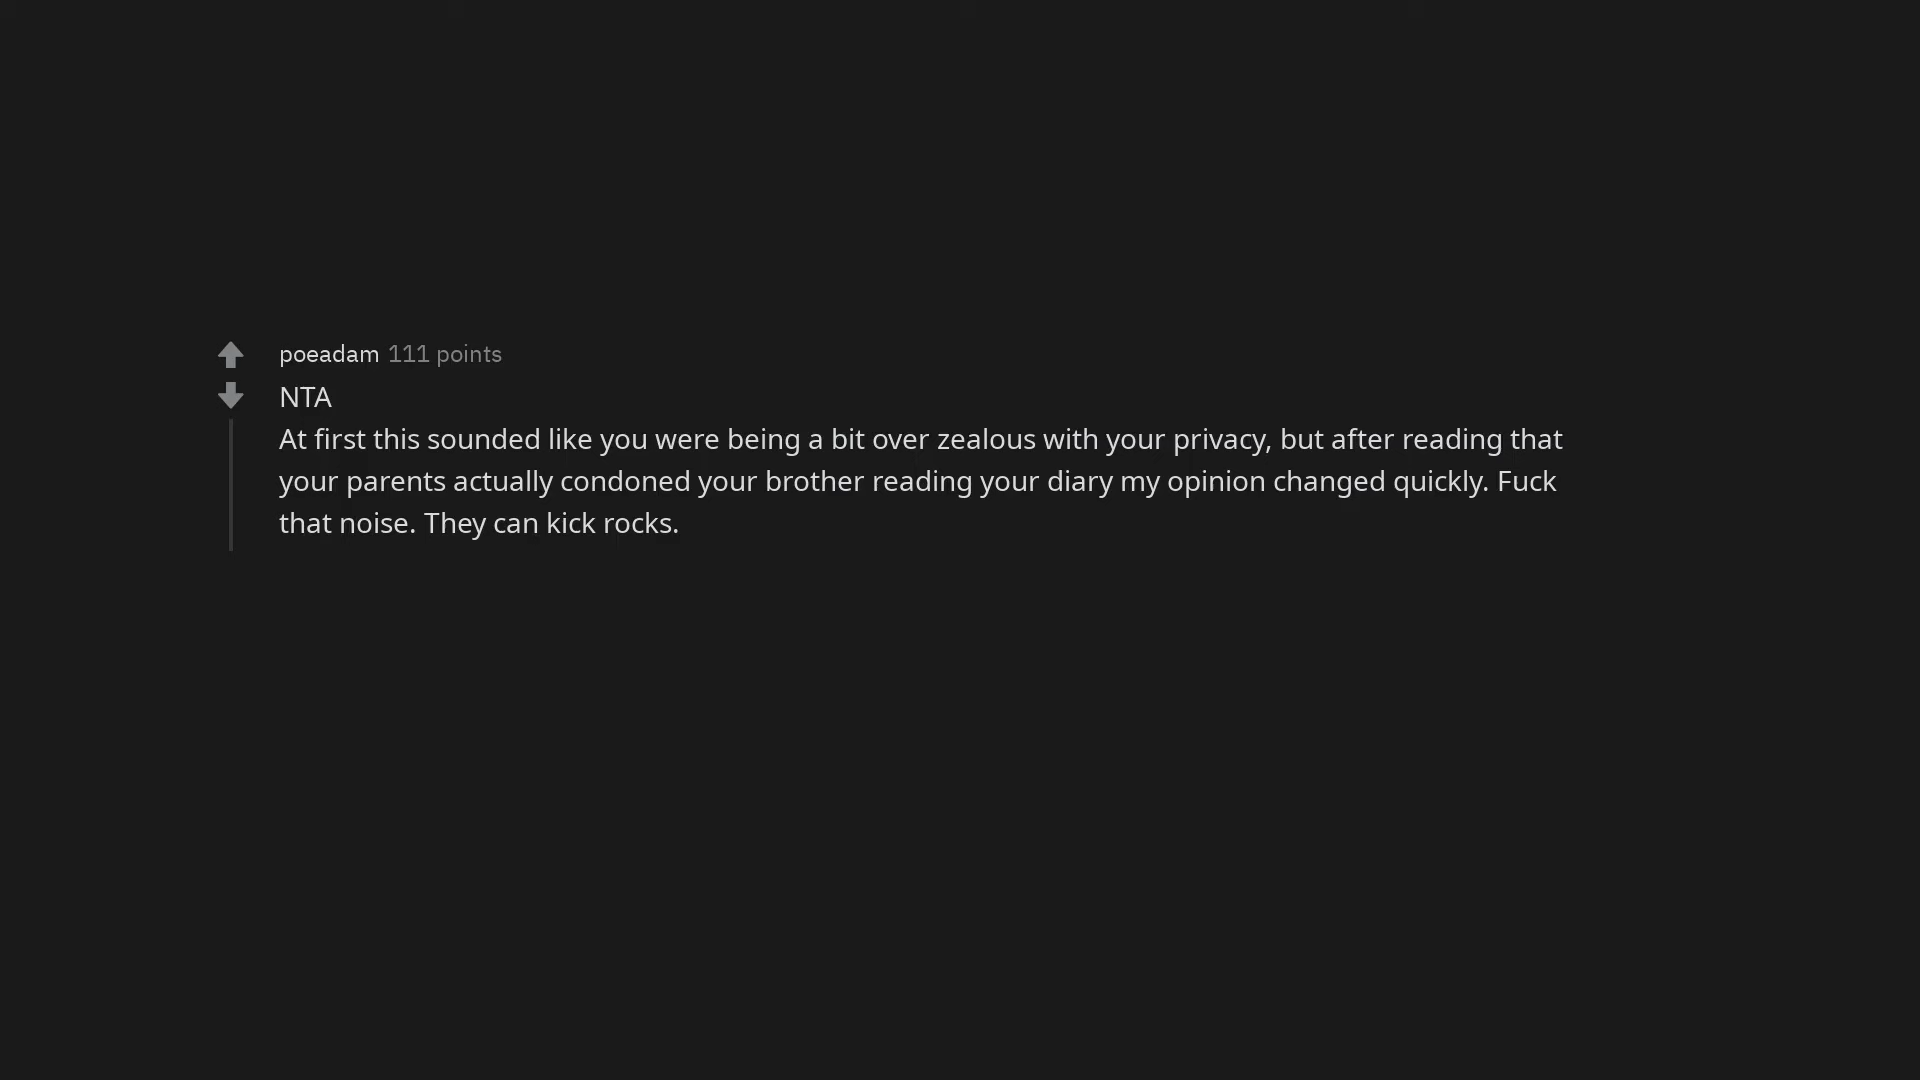 poeadam 111 points
NTA
At first this sounded like you were being a bit over zealous with your privacy, but after reading that
your parents actually condoned your brother reading your diary my opinion changed quickly. Fuck
that noise. They can kick rocks.